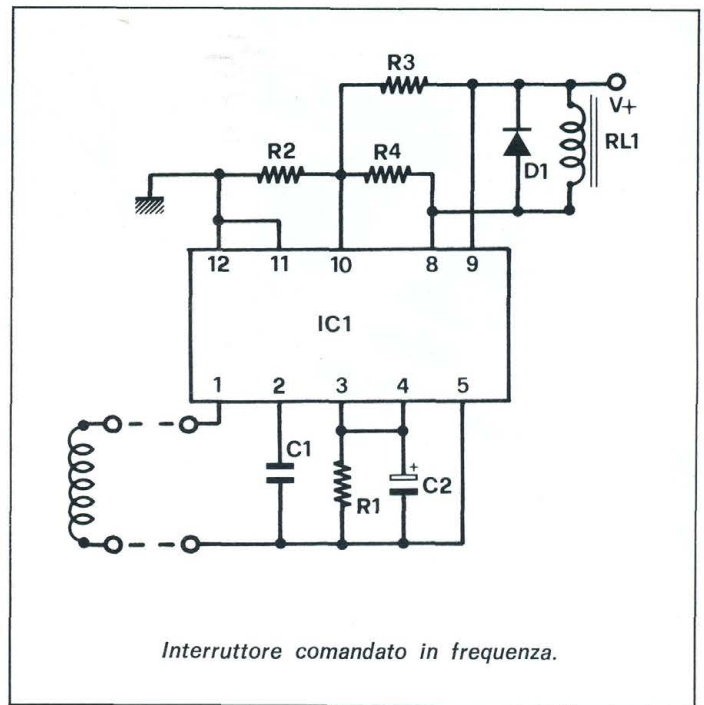 R3
V+
R2
R4
D1
RL1
12 11 10 8 9
IC1
1 2 3 4 5
C1
+
R1
C2
Interruttore comandato in frequenza.